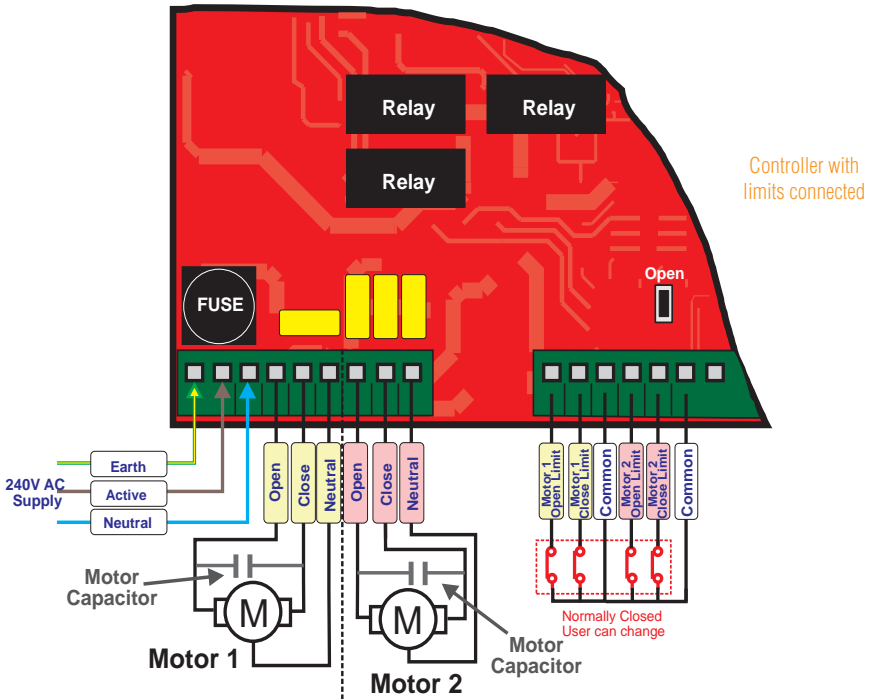 Relay
Relay
Relay
Controller with
limits connected
Open
FUSE
240V AC
Supply
Earth
Active
Neutral
Open
Close
Neutral
Open
Close
Neutral
Motor 1
Open Limit
Motor 1
Close Limit
Common
Motor 2
Open Limit
Motor 2
Close Limit
Common
Motor
Capacitor
M
Motor 1
M
Motor 2
Motor
Capacitor
Normally Closed
User can change